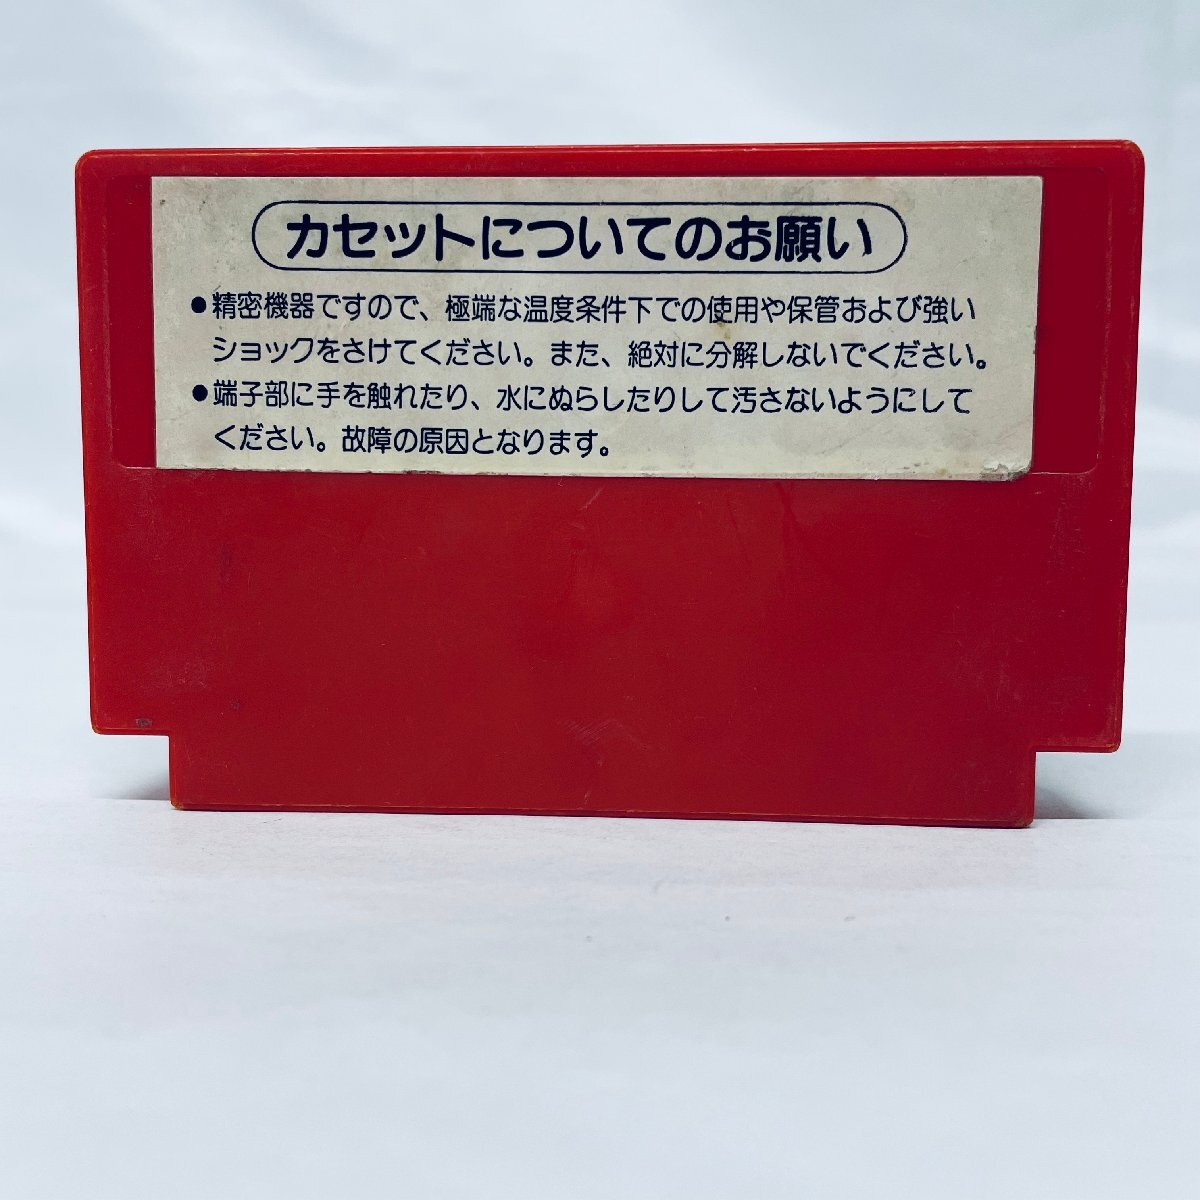 カセットについてのお願い
●精密機器ですので、極端な温度条件下での使用や保管および強い
ショックをさけてください。また、絶対に分解しないでください。
●端子部に手を触れたり、水にぬらしたりして汚さないようにして
ください。故障の原因となります。